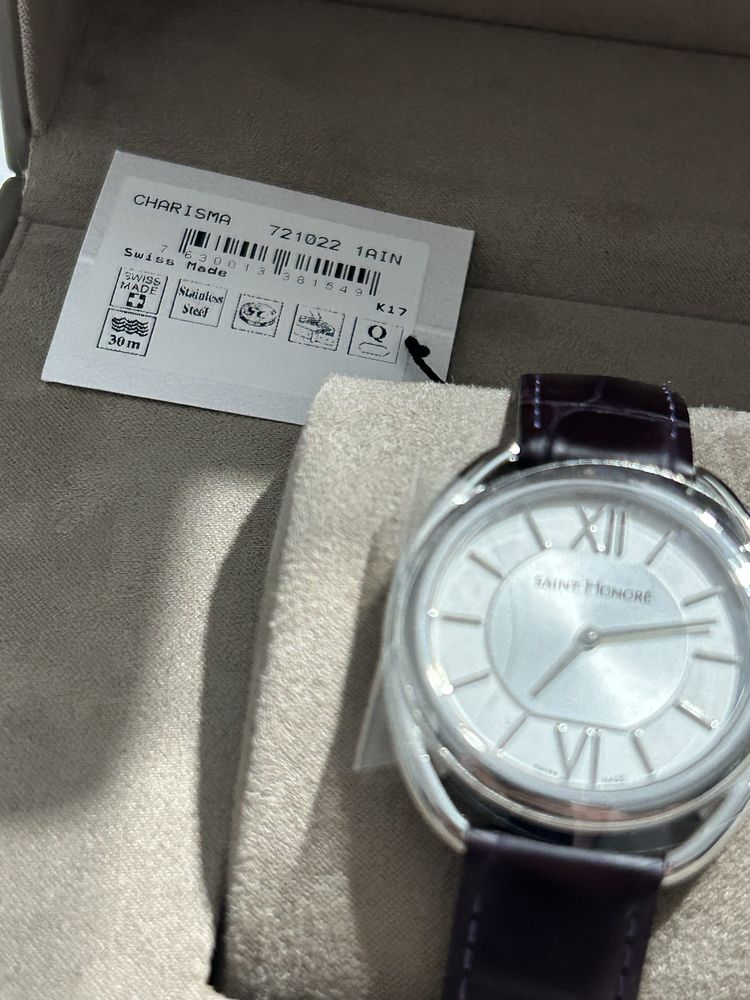 CHARISMA 721022 1AIN
7 630013 381549
Swiss Made
K17
SWISS MADE
Stainless Steel
SC
Q
30m
XII
SAINT HONORÉ
VI
SWISS MADE